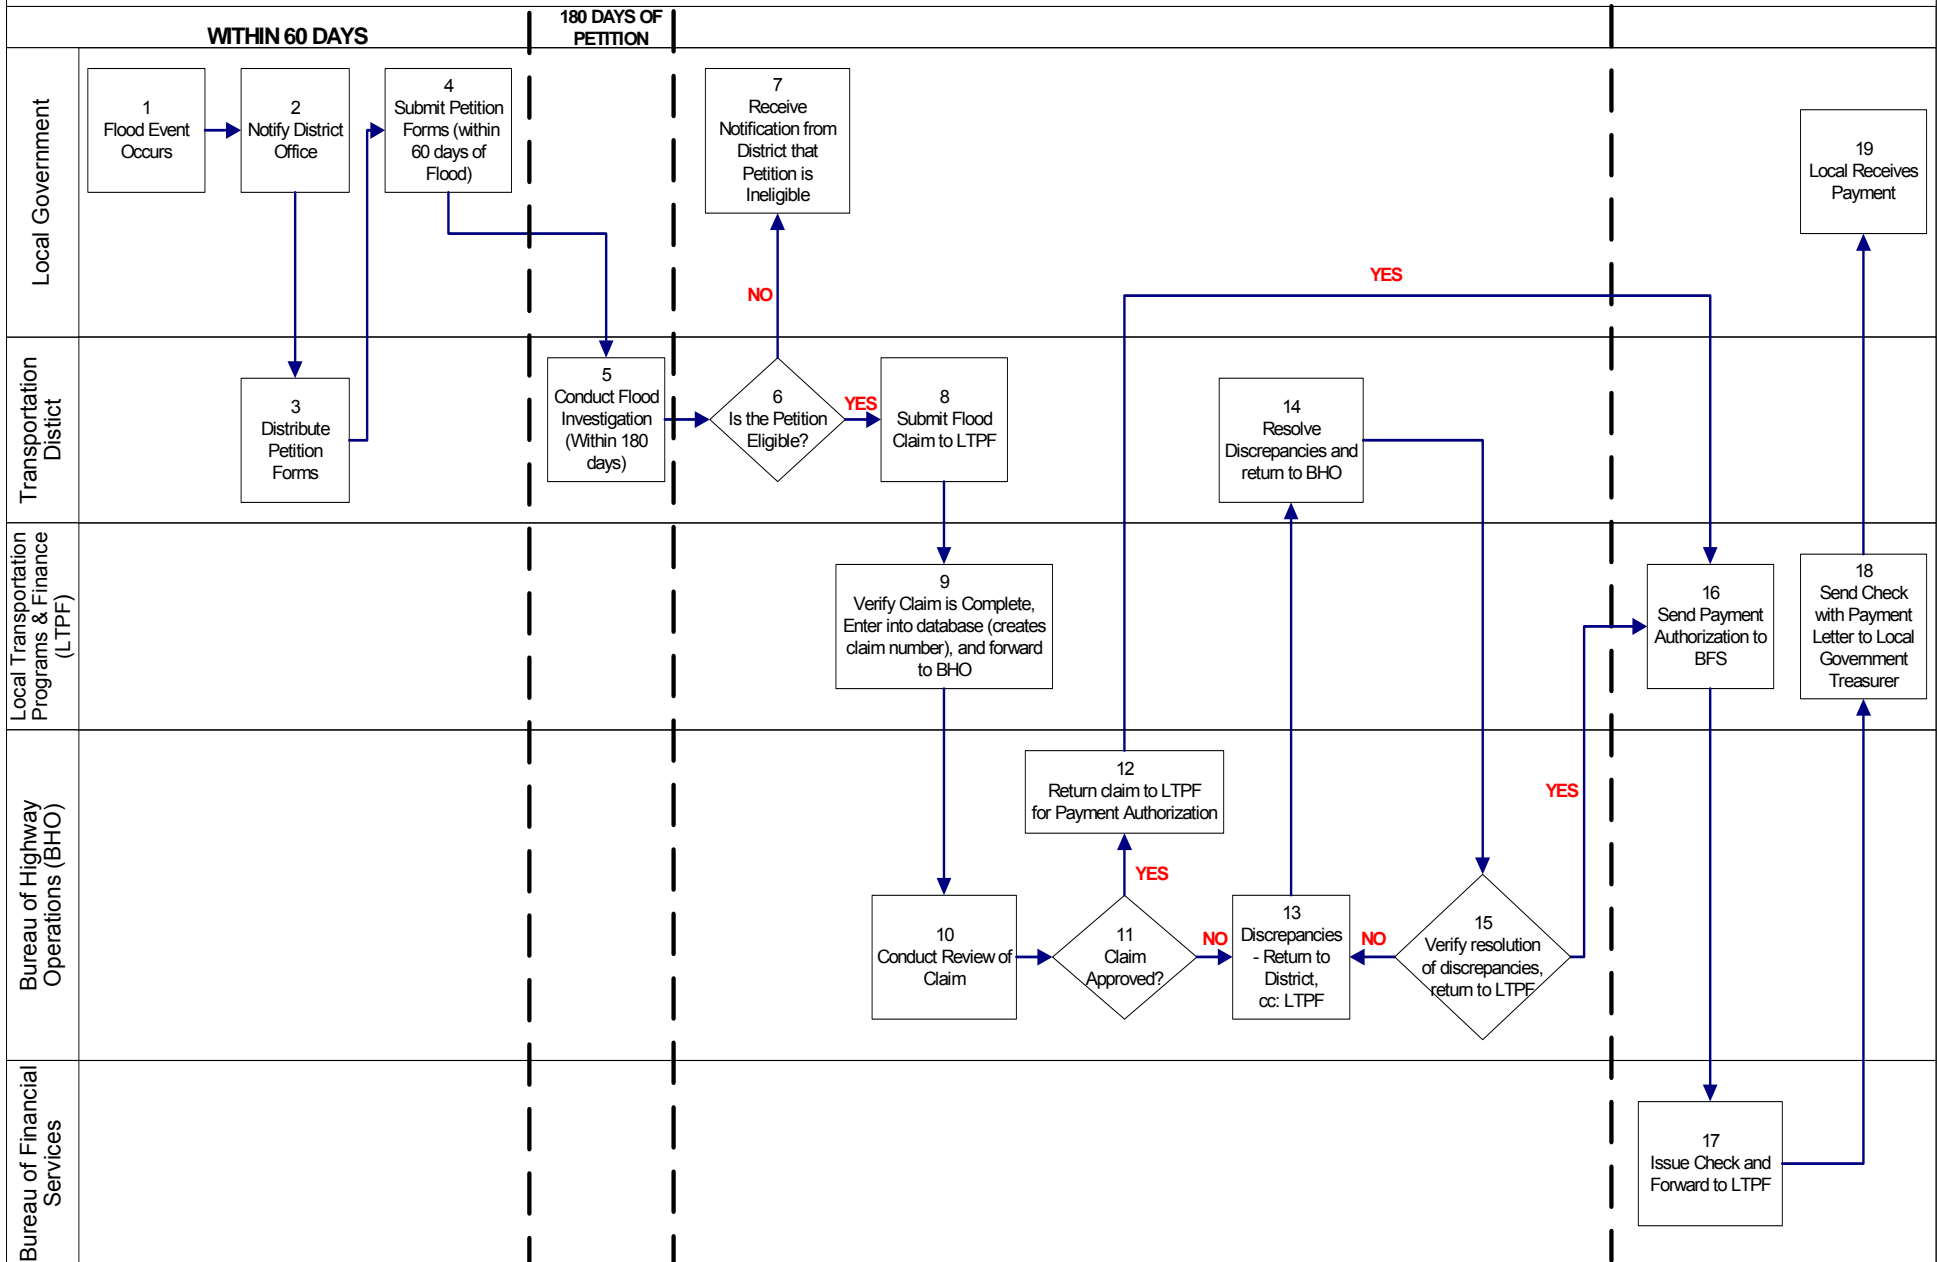 WITHIN 60 DAYS
180 DAYS OF
PETITION
Local Government
1
Flood Event
Occurs
2
Notify District
Office
4
Submit Petition
Forms (within
60 days of
Flood)
7
Receive
Notification from
District that
Petition is
Ineligible
19
Local Receives
Payment
NO
YES
Transportation
Distict
3
Distribute
Petition
Forms
5
Conduct Flood
Investigation
(Within 180
days)
6
Is the Petition
Eligible?
YES
8
Submit Flood
Claim to LTPF
14
Resolve
Discrepancies and
return to BHO
Local Transportation
Programs & Finance
(LTPF)
9
Verify Claim is Complete,
Enter into database (creates
claim number), and forward
to BHO
16
Send Payment
Authorization to
BFS
18
Send Check
with Payment
Letter to Local
Government
Treasurer
Bureau of Highway
Operations (BHO)
12
Return claim to LTPF
for Payment Authorization
YES
YES
10
Conduct Review of
Claim
11
Claim
Approved?
NO
13
Discrepancies
- Return to
District,
cc: LTPF
NO
15
Verify resolution
of discrepancies,
return to LTPF
Bureau of Financial
Services
17
Issue Check and
Forward to LTPF